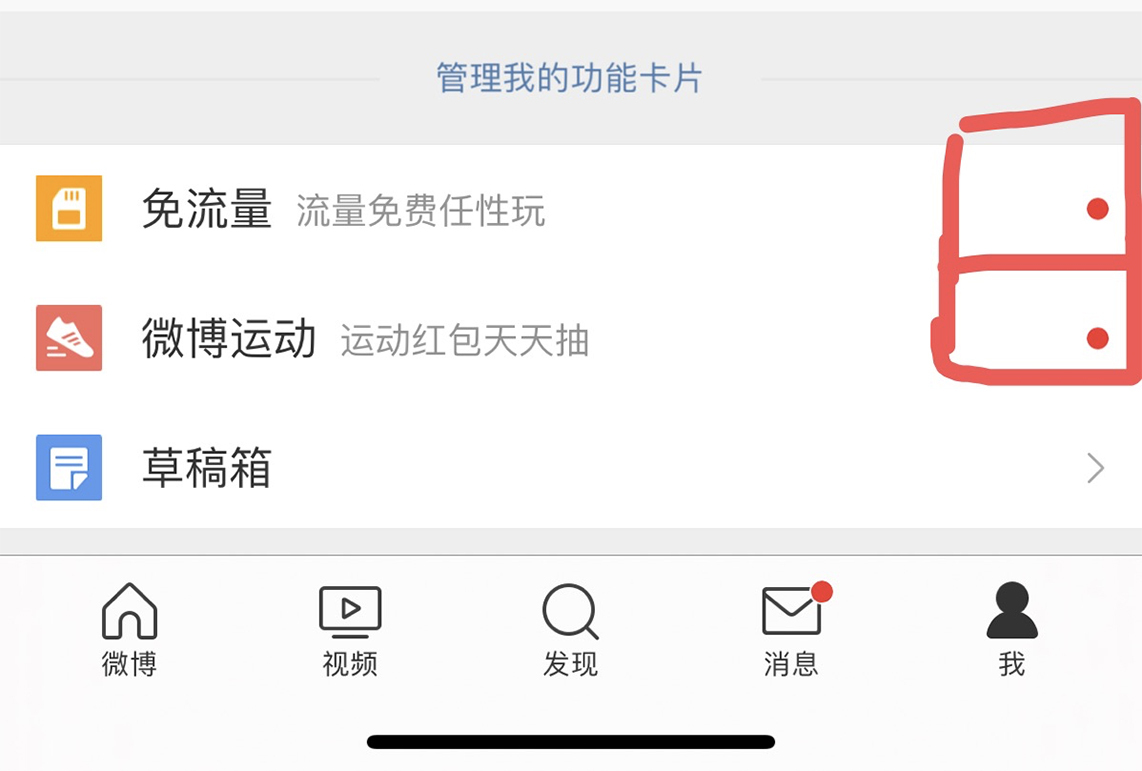 管理我的功能卡片
免流量 流量免费任性玩
微博运动 运动红包天天抽
草稿箱
微博 视频 发现 消息 我